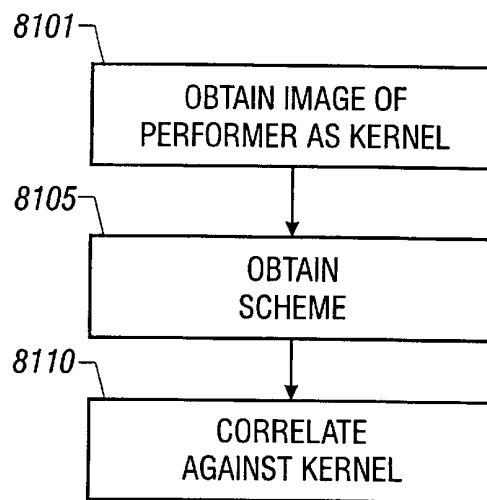 8101
OBTAIN IMAGE OF
PERFORMER AS KERNEL
8105
OBTAIN
SCHEME
8110
CORRELATE
AGAINST KERNEL